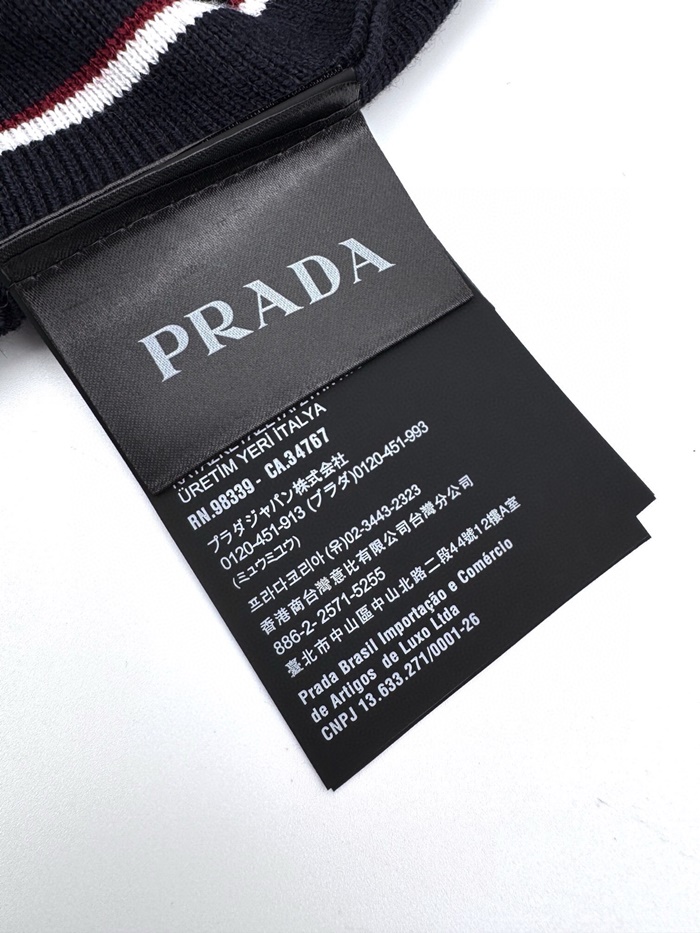 PRADA
ÜRETİM YERİ İTALYA
RN.98339 - CA.34767
プラダジャパン株式会社
0120-451-913 (プラダ)0120-451-993
(ミュウミュウ)
프라다코리아(유)02-3443-2323
香港商台灣意比有限公司台灣分公司
886-2-2571-5255
臺北市中山區中山北路二段44號12樓A室
Prada Brasil Importação e Comércio
de Artigos de Luxo Ltda
CNPJ 13.633.271/0001-26